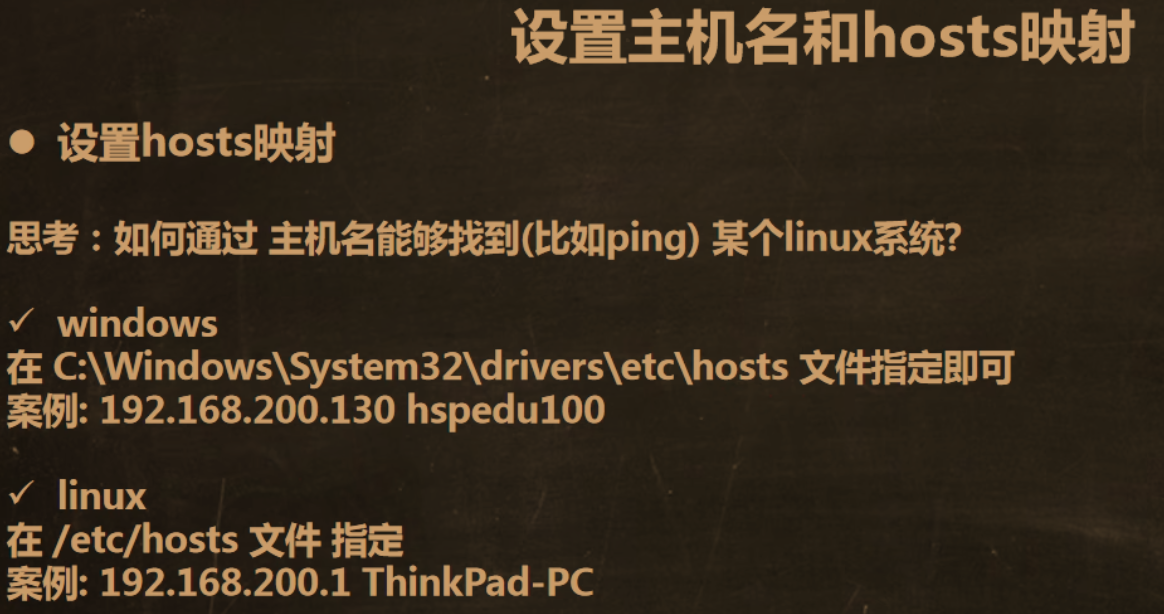 设置主机名和hosts映射
● 设置hosts映射
思考：如何通过 主机名能够找到(比如ping) 某个linux系统?
✓ windows
在 C:\Windows\System32\drivers\etc\hosts 文件指定即可
案例: 192.168.200.130 hspedu100
✓ linux
在 /etc/hosts 文件 指定
案例: 192.168.200.1 ThinkPad-PC